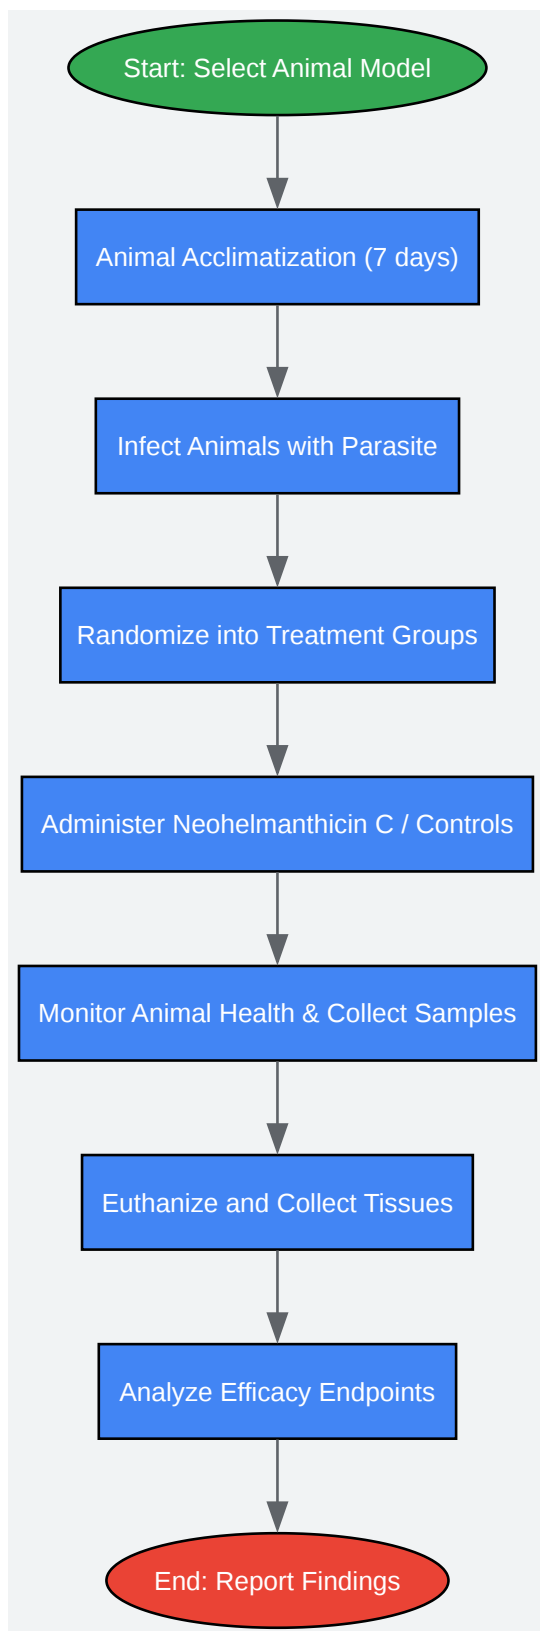 Start: Select Animal Model
Animal Acclimatization (7 days)
Infect Animals with Parasite
Randomize into Treatment Groups
Administer Neohelmanthicin C / Controls
Monitor Animal Health & Collect Samples
Euthanize and Collect Tissues
Analyze Efficacy Endpoints
End: Report Findings